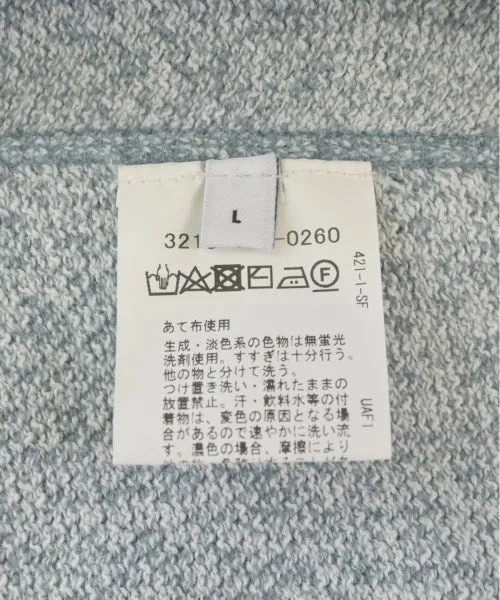 L
321
-0260
F
421-1-SF
あて布使用
生成・淡色系の色物は無蛍光
洗剤使用。すすぎは十分行う。
他の物と分けて洗う。
つけ置き洗い・濡れたままの
放置禁止。汗・飲料水等の付
着物は、変色の原因となる場
合があるので速やかに洗い流
す。濃色の場合、摩擦により
UAF1